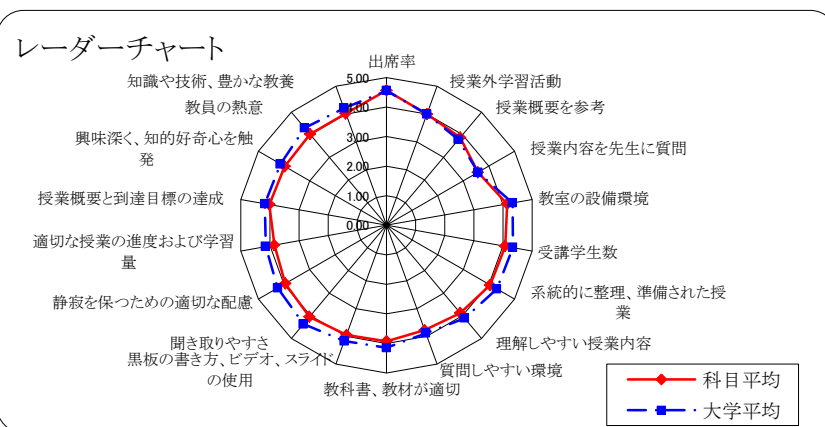 レーダーチャート
出席率
授業外学習活動
授業概要を参考
授業内容を先生に質問
教室の設備環境
受講学生数
系統的に整理、準備された授
業
理解しやすい授業内容
質問しやすい環境
教科書、教材が適切
黒板の書き方、ビデオ、スライド
の使用
聞き取りやすさ
静寂を保つための適切な配慮
適切な授業の進度および学習
量
授業概要と到達目標の達成
興味深く、知的好奇心を触
発
教員の熱意
知識や技術、豊かな教養
5.00
4.00
3.00
2.00
1.00
0.00
科目平均
大学平均